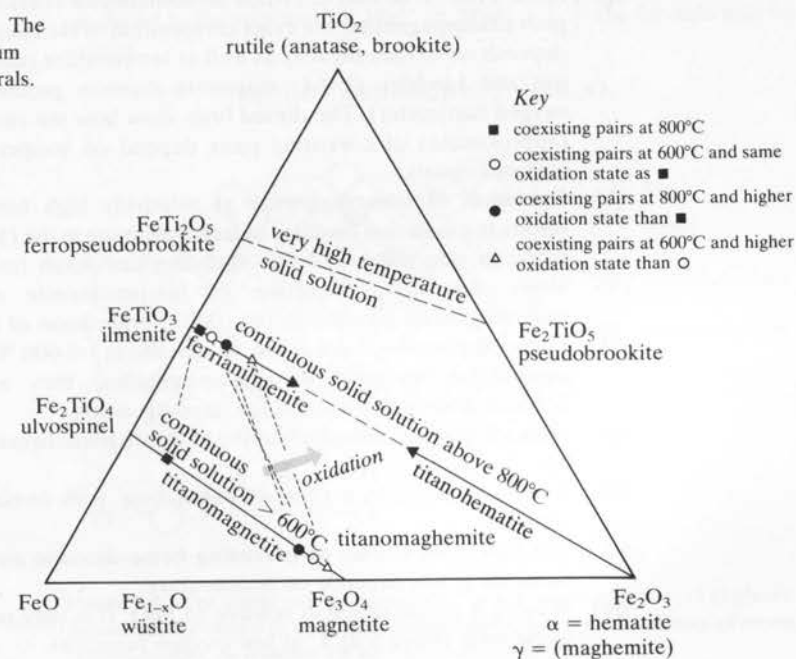 The
um
rals.
TiO₂
rutile (anatase, brookite)
Key
■ coexisting pairs at 800°C
○ coexisting pairs at 600°C and same
oxidation state as ■
● coexisting pairs at 800°C and higher
oxidation state than ■
△ coexisting pairs at 600°C and higher
oxidation state than ○
FeTi₂O₅
ferropseudobrookite
very high temperature
solid solution
FeTiO₃
ilmenite
Fe₂TiO₅
pseudobrookite
continuous solid solution above 800°C
ferrianilmenite
Fe₂TiO₄
ulvospinel
continuous
solid solution > 600°C
titanomagnetite
oxidation
titanohematite
titanomaghemite
FeO
Fe₁₋ₓO
wüstite
Fe₃O₄
magnetite
Fe₂O₃
α = hematite
γ = (maghemite)